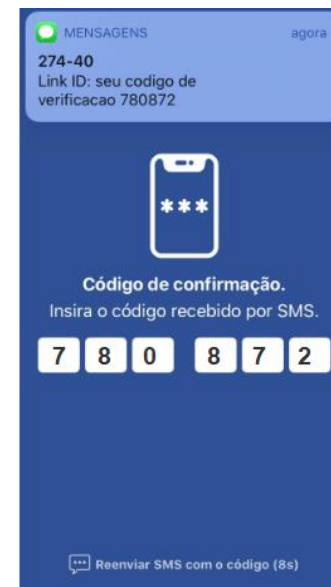 MENSAGENS agora
274-40
Link ID: seu codigo de
verificacao 780872
***
Código de confirmação.
Insira o código recebido por SMS.
7 8 0 8 7 2
Reenviar SMS com o código (8s)